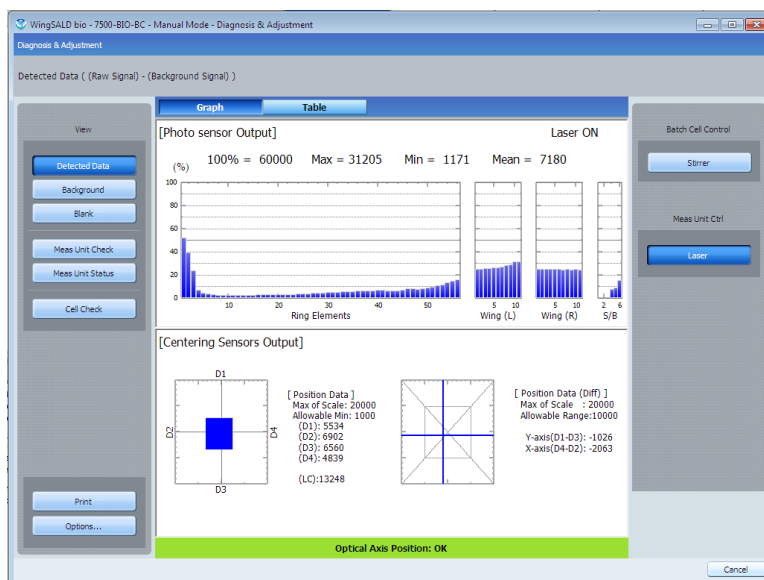 WingSALD bio - 7500-BIO-BC - Manual Mode - Diagnosis & Adjustment
Diagnosis & Adjustment
Detected Data ( (Raw Signal) - (Background Signal) )
View
Detected Data
Background
Blank
Meas Unit Check
Meas Unit Status
Cell Check
Print
Options...
Graph Table
[Photo sensor Output] Laser ON
100% = 60000 Max = 31205 Min = 1171 Mean = 7180
(%)
100
80
60
40
20
0
10 20 30 40 50 5 10 5 10 2 6
Ring Elements Wing (L) Wing (R) S/B
[Centering Sensors Output]
D1
D2
D4
D3
[ Position Data ]
Max of Scale: 20000
Allowable Min: 1000
(D1): 5534
(D2): 6902
(D3): 6560
(D4): 4839
(LC):13248
[ Position Data (Diff) ]
Max of Scale : 20000
Allowable Range:10000
Y-axis(D1-D3): -1026
X-axis(D4-D2): -2063
Optical Axis Position: OK
Batch Cell Control
Stirrer
Meas Unit Ctrl
Laser
Cancel